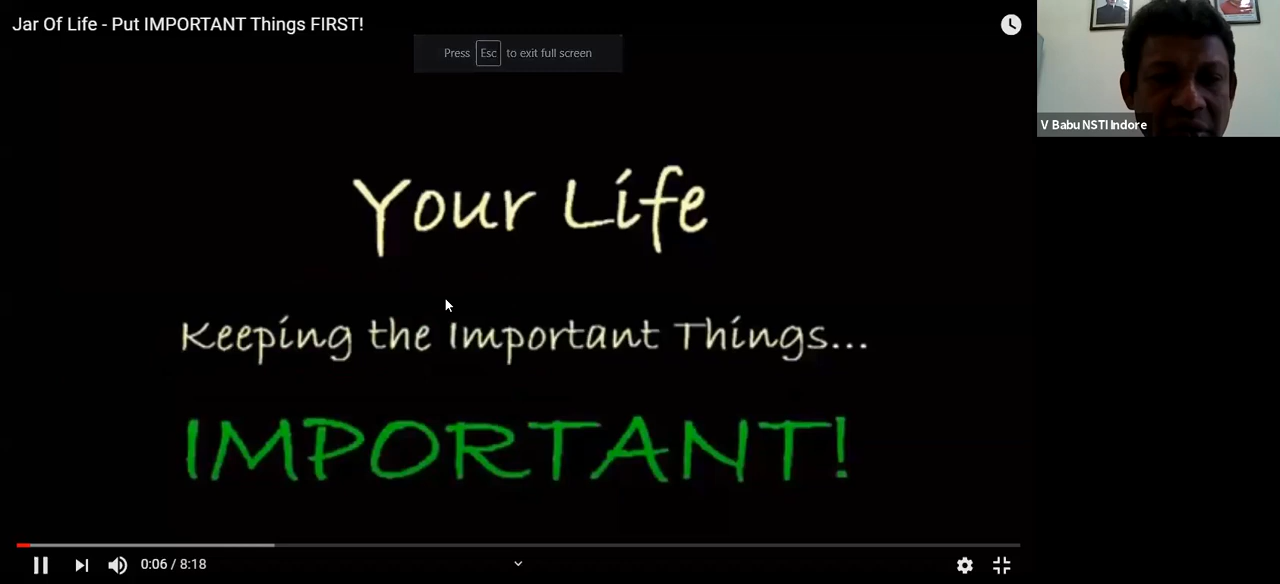 Jar Of Life - Put IMPORTANT Things FIRST!
Press Esc to exit full screen
V Babu NSTI Indore
Your Life
Keeping the Important Things...
IMPORTANT!
0:06 / 8:18